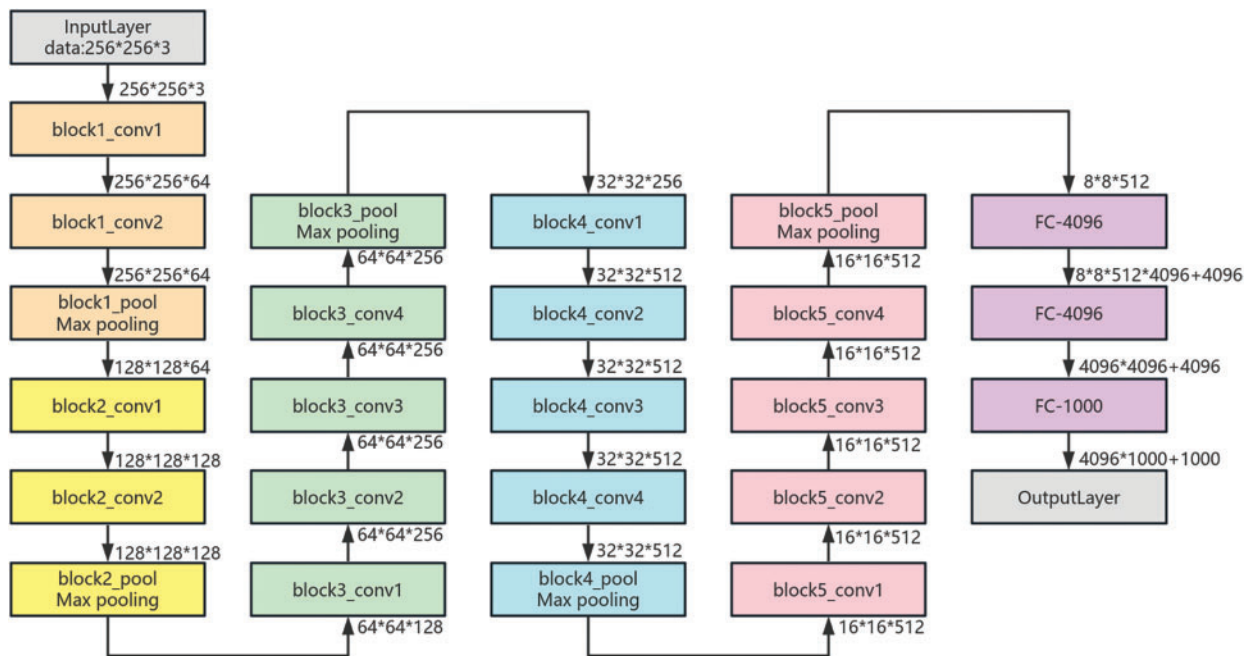 InputLayer
data:256*256*3
256*256*3
block1_conv1
256*256*64
block1_conv2
256*256*64
block1_pool
Max pooling
128*128*64
block2_conv1
128*128*128
block2_conv2
128*128*128
block2_pool
Max pooling
64*64*128
block3_conv1
64*64*256
block3_conv2
64*64*256
block3_conv3
64*64*256
block3_conv4
64*64*256
block3_pool
Max pooling
32*32*256
block4_conv1
32*32*512
block4_conv2
32*32*512
block4_conv3
32*32*512
block4_conv4
32*32*512
block4_pool
Max pooling
16*16*512
block5_conv1
16*16*512
block5_conv2
16*16*512
block5_conv3
16*16*512
block5_conv4
16*16*512
block5_pool
Max pooling
8*8*512
FC-4096
8*8*512*4096+4096
FC-4096
4096*4096+4096
FC-1000
4096*1000+1000
OutputLayer